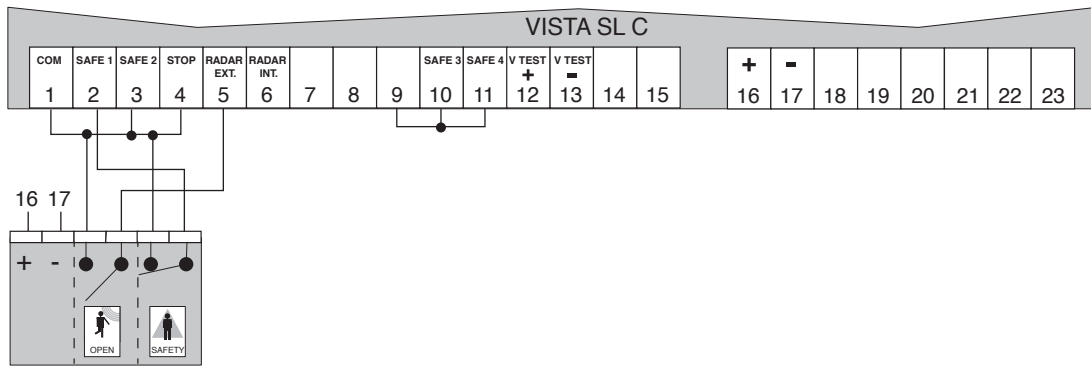 VISTA SL C
COM SAFE 1 SAFE 2 STOP RADAR EXT. RADAR INT. SAFE 3 SAFE 4 V TEST + V TEST -
1 2 3 4 5 6 7 8 9 10 11 12 13 14 15
+ -
16 17 18 19 20 21 22 23
16 17
+ -
OPEN SAFETY